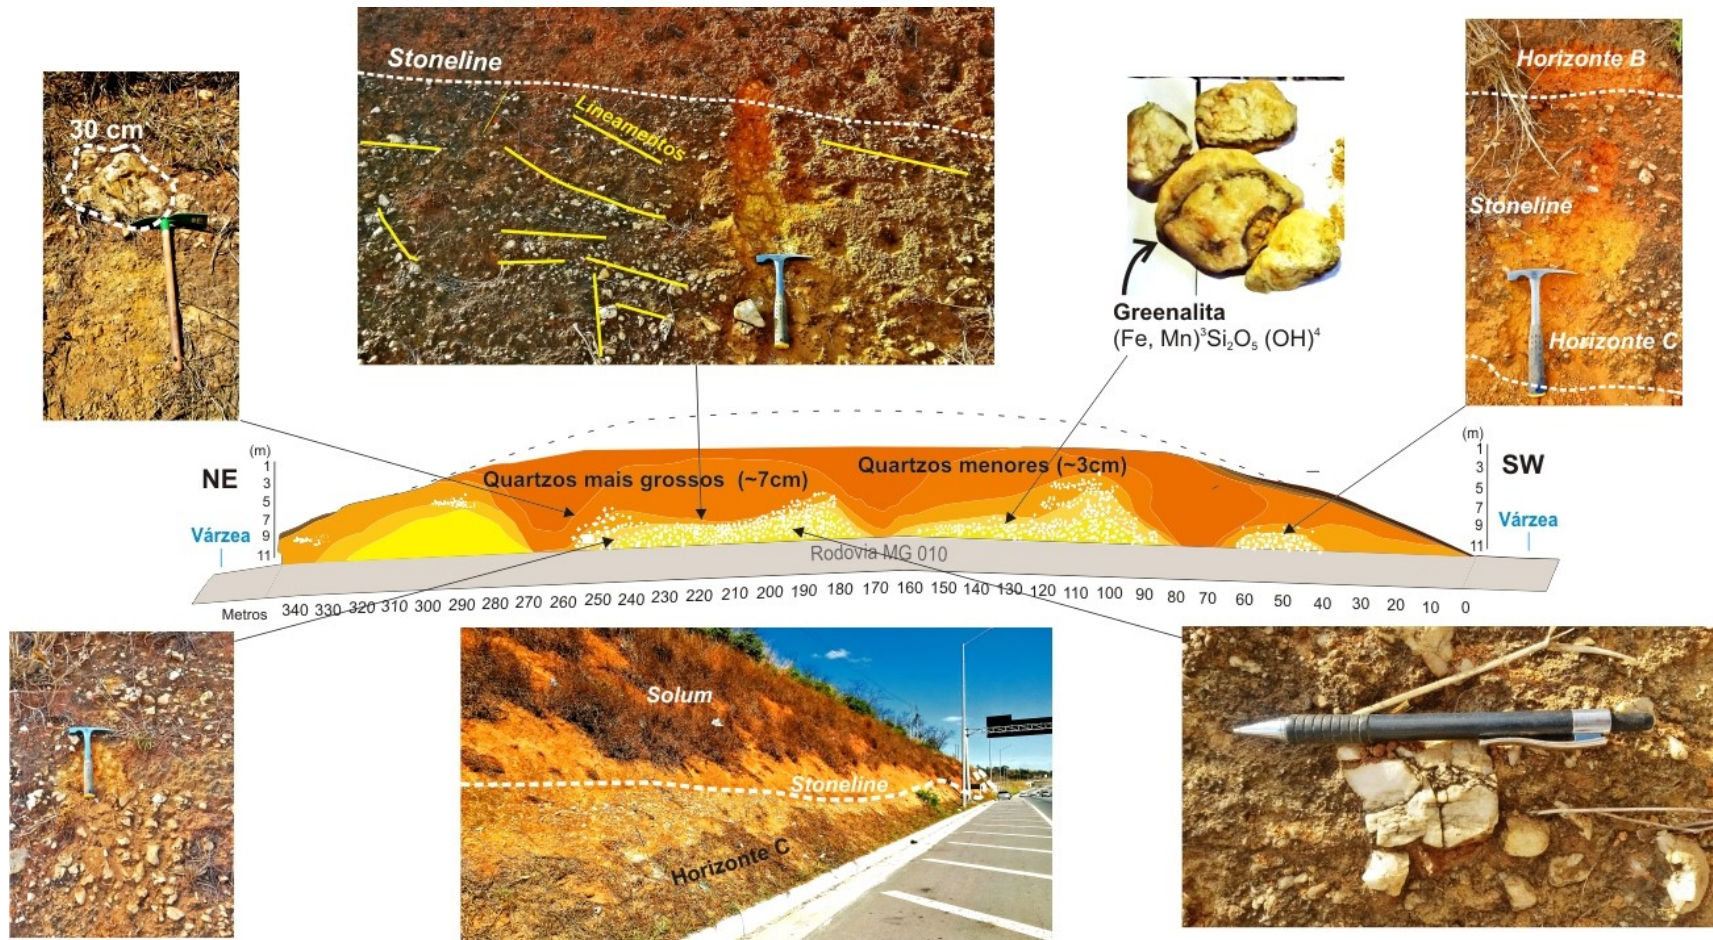 30 cm
Stoneline
Lineamentos
Greenalita
(Fe, Mn)³Si₂O₅ (OH)⁴
Horizonte B
Stoneline
Horizonte C
NE
(m)
1
3
5
7
9
11
Várzea
Quartzos mais grossos (~7cm)
Quartzos menores (~3cm)
(m)
1
3
5
7
9
11
SW
Várzea
Rodovia MG 010
Metros 340 330 320 310 300 290 280 270 260 250 240 230 220 210 200 190 180 170 160 150 140 130 120 110 100 90 80 70 60 50 40 30 20 10 0
Solum
Stoneline
Horizonte C